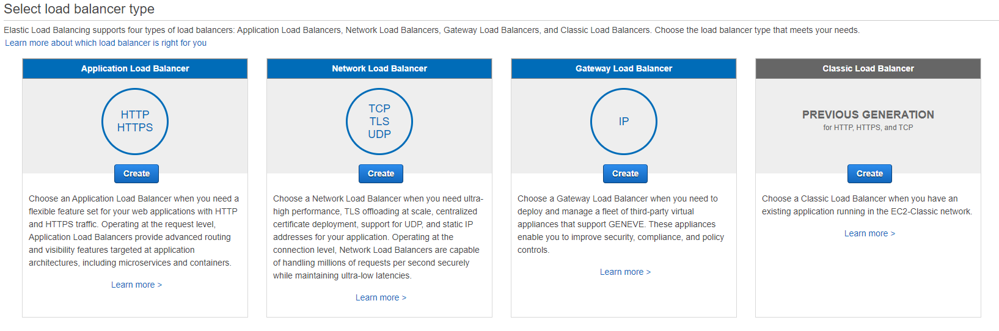 Select load balancer type
Elastic Load Balancing supports four types of load balancers: Application Load Balancers, Network Load Balancers, Gateway Load Balancers, and Classic Load Balancers. Choose the load balancer type that meets your needs.
Learn more about which load balancer is right for you
Application Load Balancer
HTTP
HTTPS
Create
Choose an Application Load Balancer when you need a
flexible feature set for your web applications with HTTP
and HTTPS traffic. Operating at the request level,
Application Load Balancers provide advanced routing
and visibility features targeted at application
architectures, including microservices and containers.
Learn more >
Network Load Balancer
TCP
TLS
UDP
Create
Choose a Network Load Balancer when you need ultra-
high performance, TLS offloading at scale, centralized
certificate deployment, support for UDP, and static IP
addresses for your application. Operating at the
connection level, Network Load Balancers are capable
of handling millions of requests per second securely
while maintaining ultra-low latencies.
Learn more >
Gateway Load Balancer
IP
Create
Choose a Gateway Load Balancer when you need to
deploy and manage a fleet of third-party virtual
appliances that support GENEVE. These appliances
enable you to improve security, compliance, and policy
controls.
Learn more >
Classic Load Balancer
PREVIOUS GENERATION
for HTTP, HTTPS, and TCP
Create
Choose a Classic Load Balancer when you have an
existing application running in the EC2-Classic network.
Learn more >